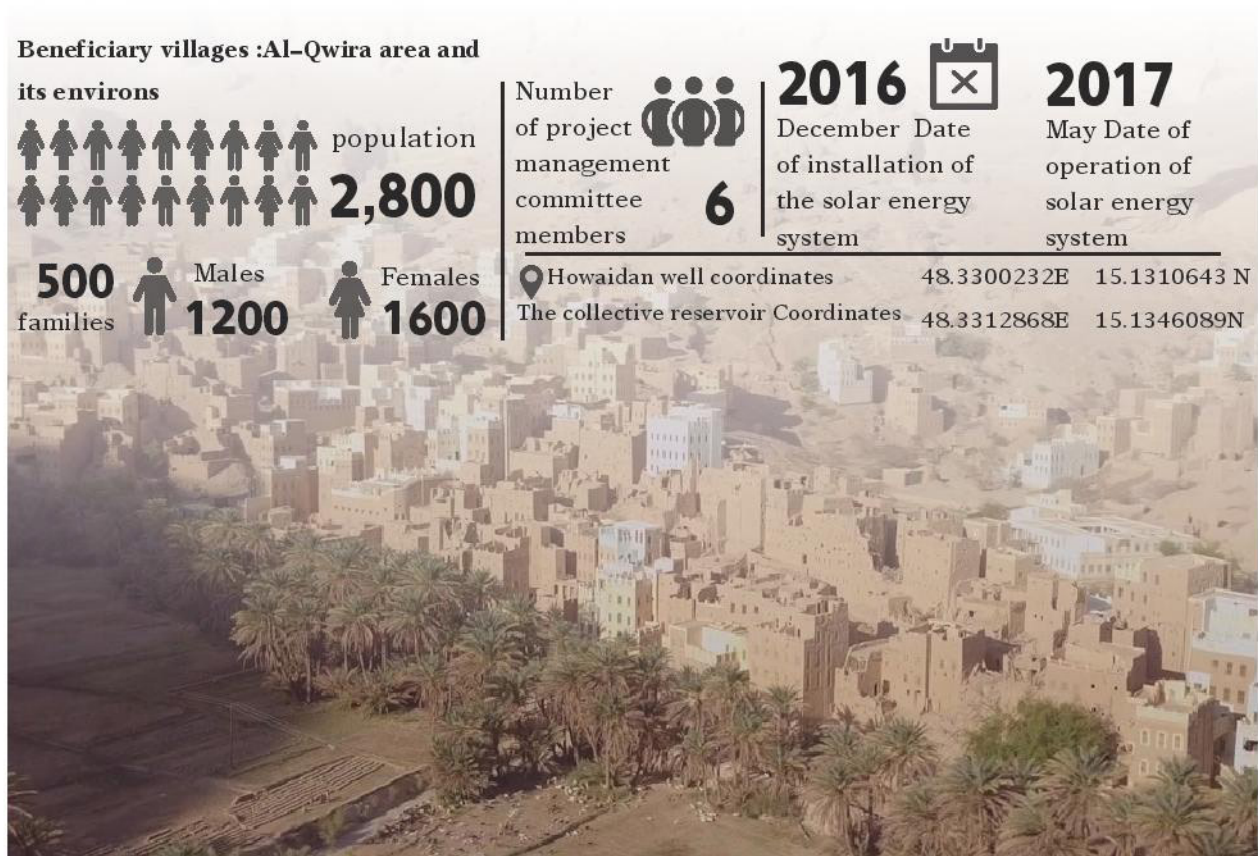 Beneficiary villages :Al-Qwira area and
its environs
population
2,800
500
families
Males
1200
Females
1600
Number
of project
management
committee
members
6
2016
December Date
of installation of
the solar energy
system
2017
May Date of
operation of
solar energy
system
Howaidan well coordinates 48.3300232E 15.1310643 N
The collective reservoir Coordinates 48.3312868E 15.1346089N